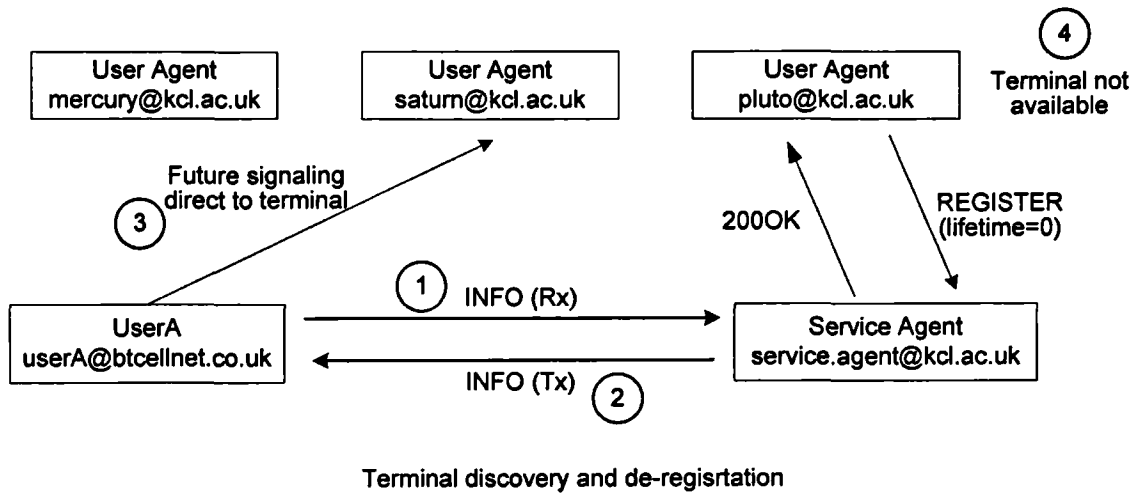 4
Terminal not
available
User Agent
mercury@kcl.ac.uk
User Agent
saturn@kcl.ac.uk
User Agent
pluto@kcl.ac.uk
Future signaling
direct to terminal
3
200OK
REGISTER
(lifetime=0)
1
INFO (Rx)
UserA
userA@btcellnet.co.uk
Service Agent
service.agent@kcl.ac.uk
INFO (Tx)
2
Terminal discovery and de-regisrtation